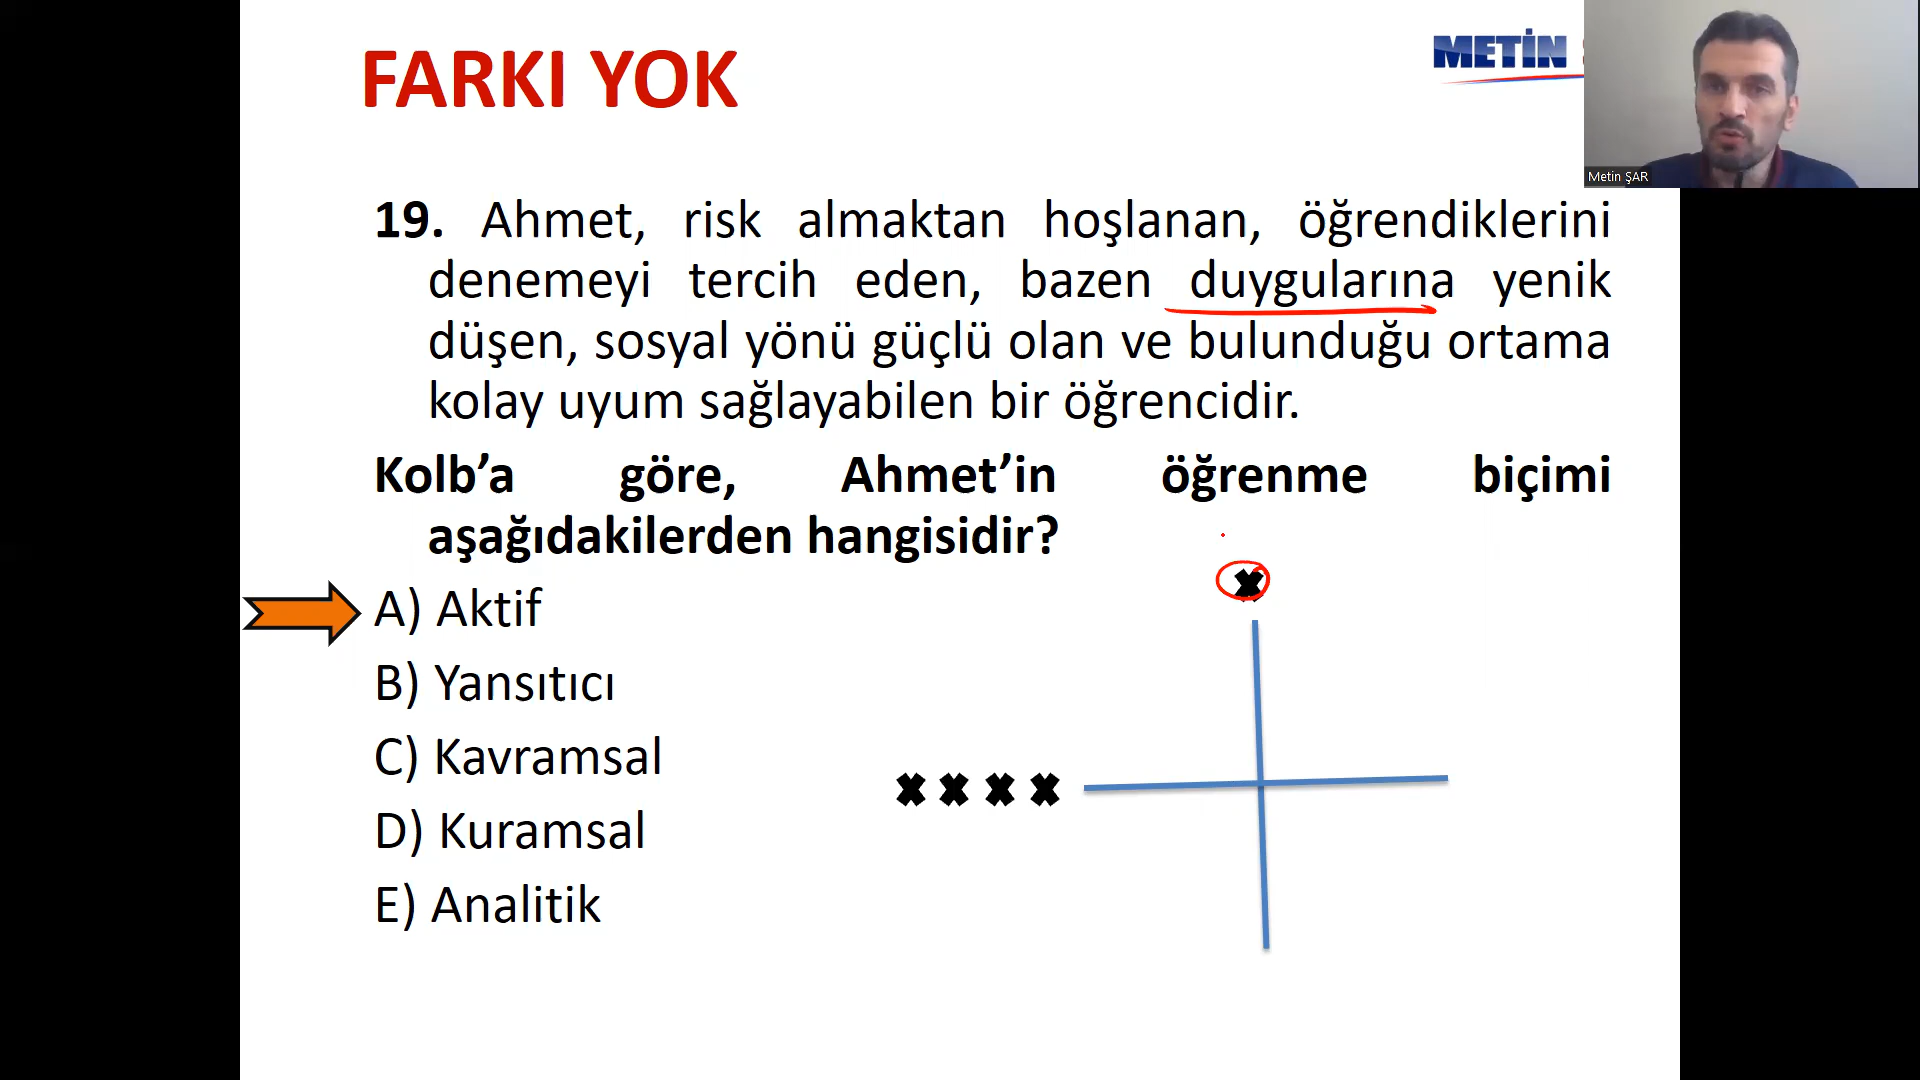 FARKI YOK
METİN
Metin ŞAR
19. Ahmet, risk almaktan hoşlanan, öğrendiklerini
denemeyi tercih eden, bazen duygularına yenik
düşen, sosyal yönü güçlü olan ve bulunduğu ortama
kolay uyum sağlayabilen bir öğrencidir.
Kolb’a göre, Ahmet’in öğrenme biçimi
aşağıdakilerden hangisidir?
A) Aktif
B) Yansıtıcı
C) Kavramsal
D) Kuramsal
E) Analitik